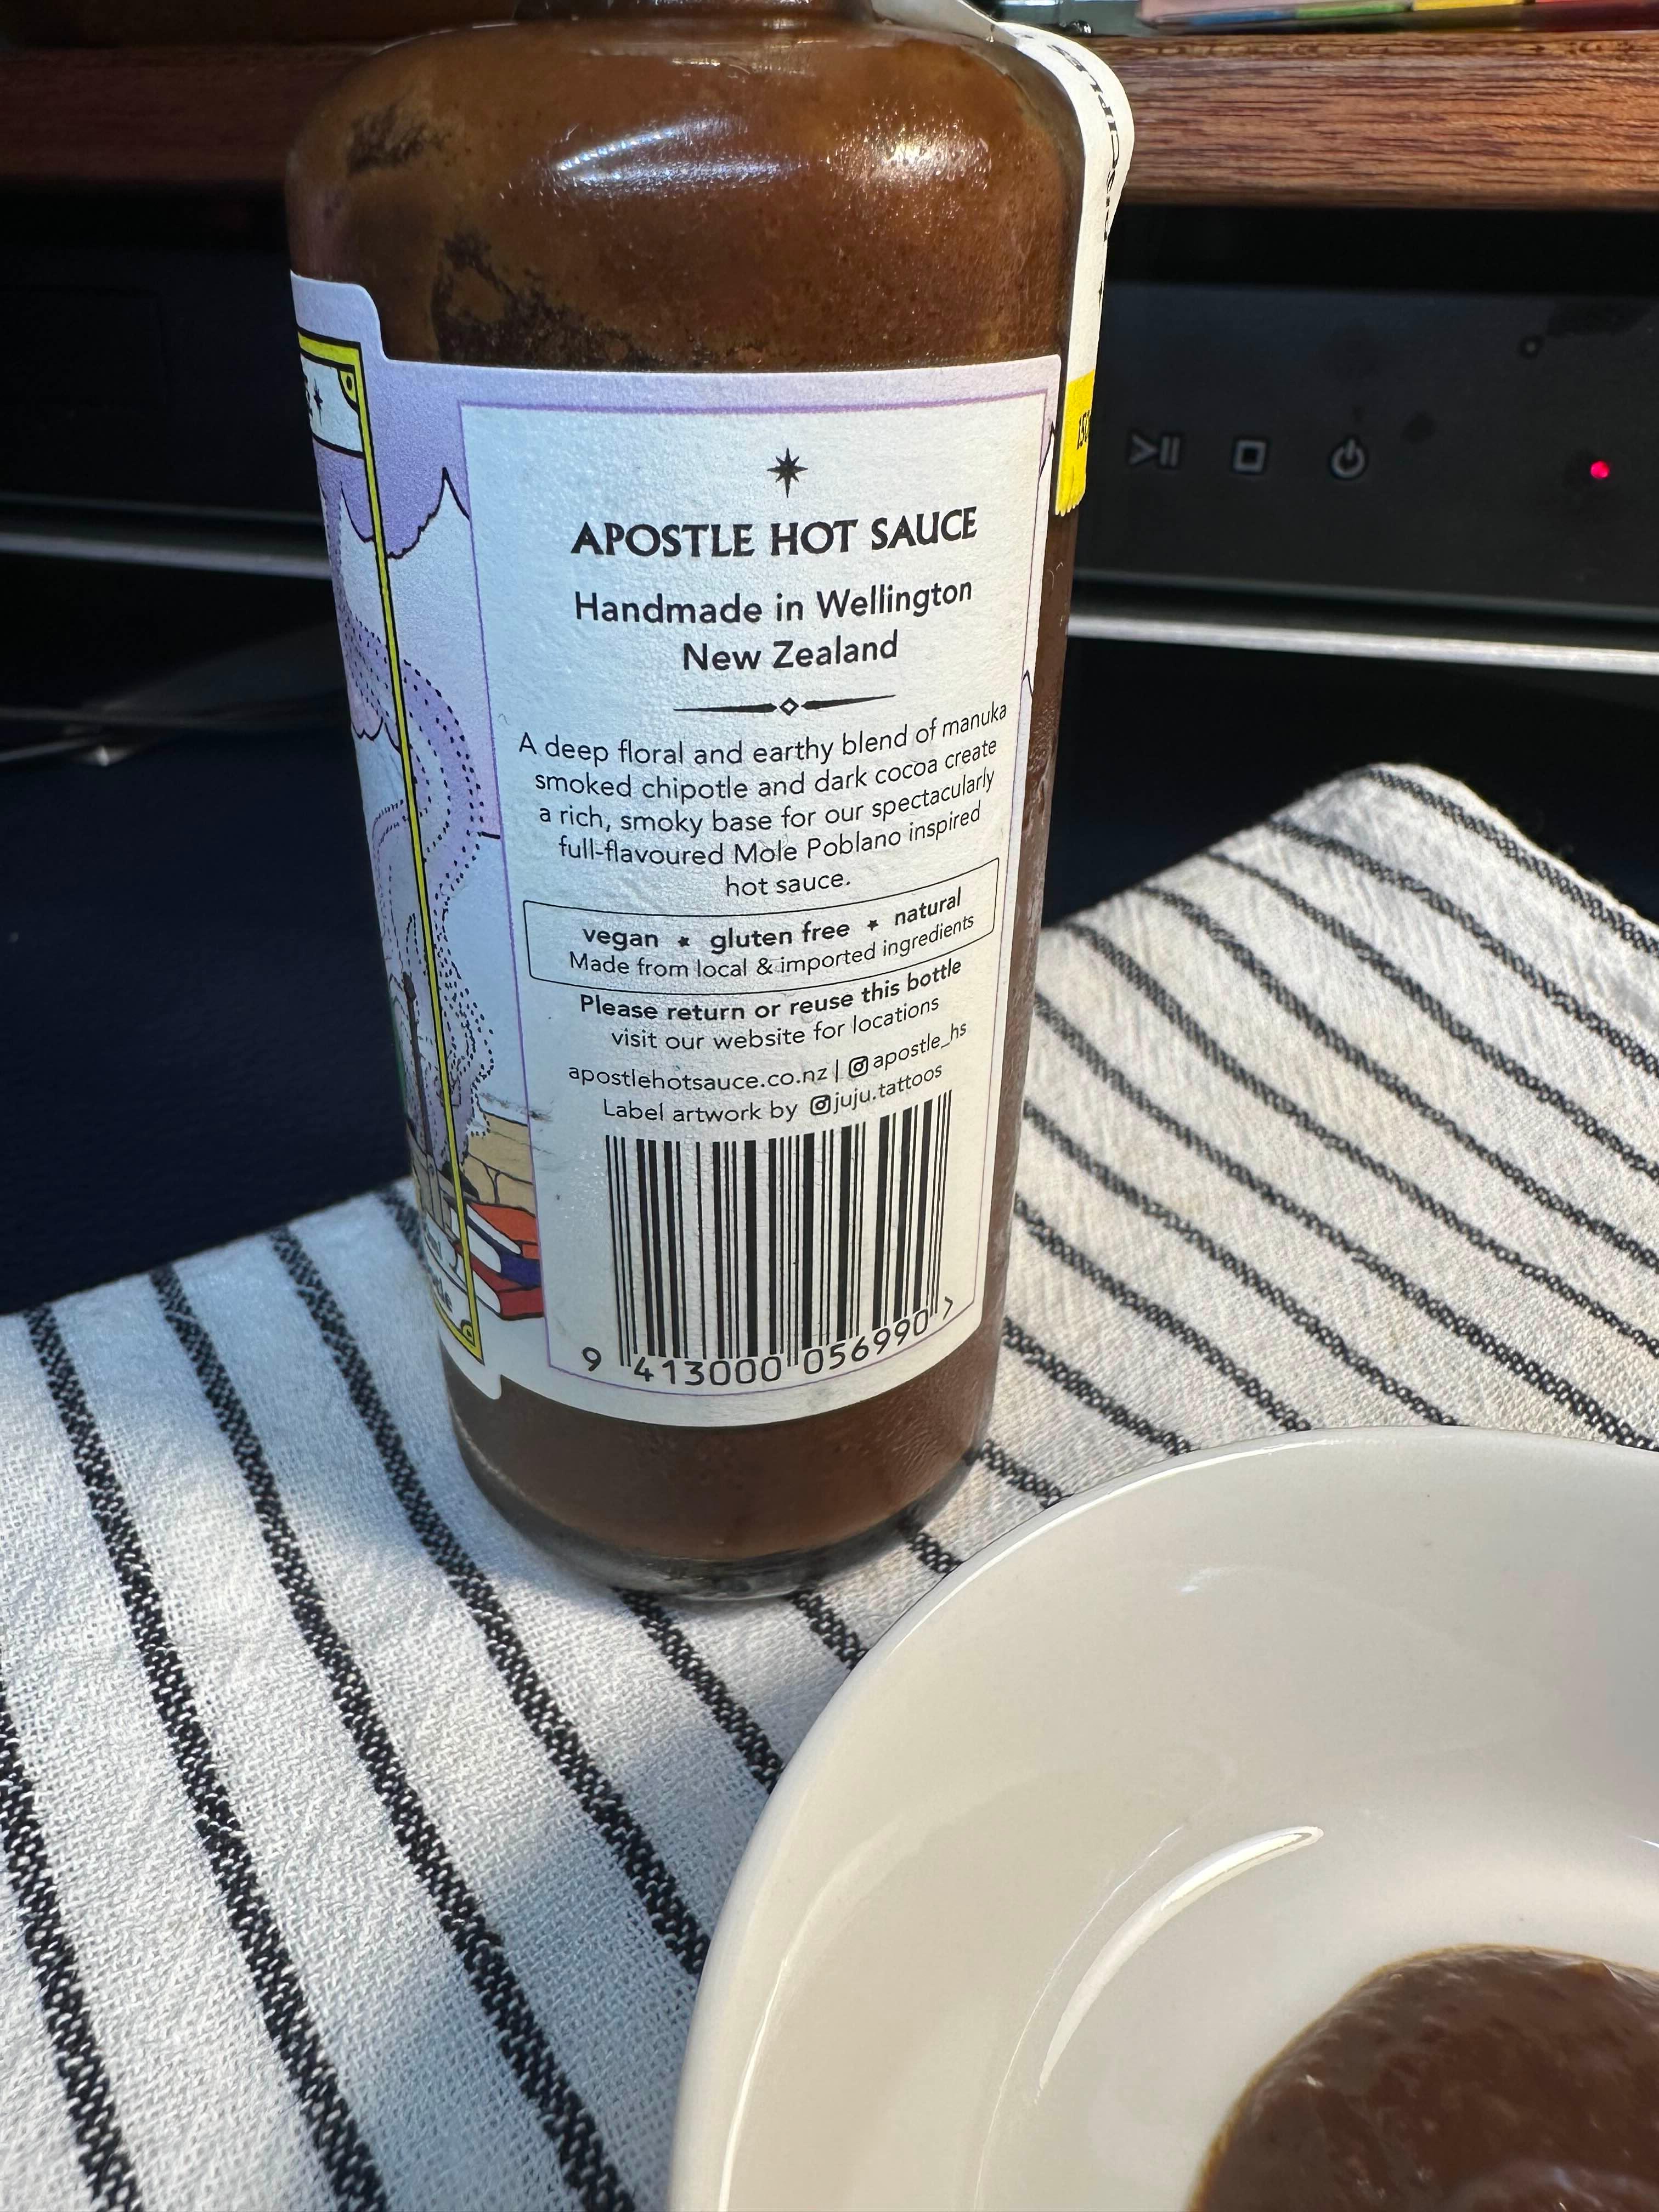 APOSTLE HOT SAUCE
Handmade in Wellington
New Zealand
A deep floral and earthy blend of manuka
smoked chipotle and dark cocoa create
a rich, smoky base for our spectacularly
full-flavoured Mole Poblano inspired
hot sauce.
vegan ★ gluten free ★ natural
Made from local & imported ingredients
Please return or reuse this bottle
visit our website for locations
apostlehotsauce.co.nz | apostle_hs
Label artwork by juju.tattoos
9 413000 056990 >